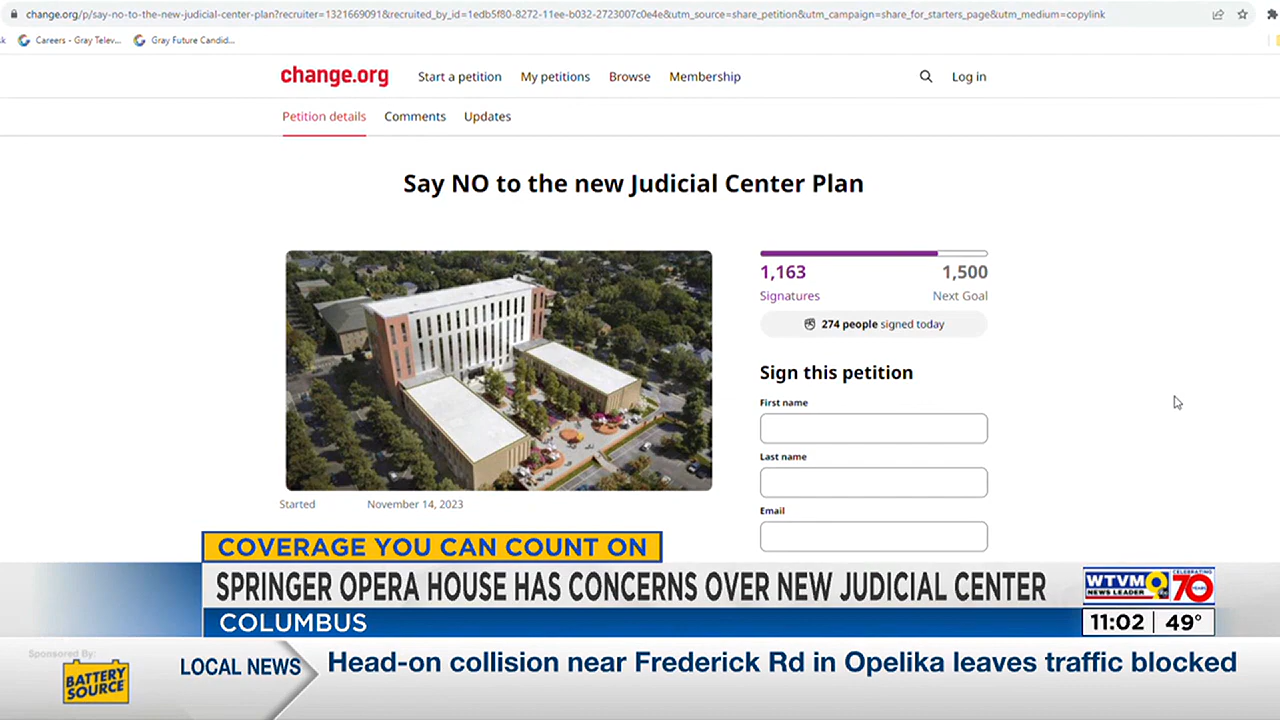 change.org/p/say-no-to-the-new-judicial-center-plan?recruiter=1321669091&recruited_by_id=1edb5f80-8272-11ee-b032-2723007c0e4e&utm_source=share_petition&utm_campaign=share_for_starters_page&utm_medium=copylink
Careers - Gray Telev... Gray Future Candid...
change.org Start a petition My petitions Browse Membership Log in
Petition details Comments Updates
Say NO to the new Judicial Center Plan
1,163 1,500
Signatures Next Goal
274 people signed today
Sign this petition
First name
Last name
Email
Started November 14, 2023
COVERAGE YOU CAN COUNT ON
SPRINGER OPERA HOUSE HAS CONCERNS OVER NEW JUDICIAL CENTER
COLUMBUS
WTVM 9 abc
NEWS LEADER
CELEBRATING
70
YEARS
11:02 49°
Sponsored By:
BATTERY
SOURCE
LOCAL NEWS
Head-on collision near Frederick Rd in Opelika leaves traffic blocked